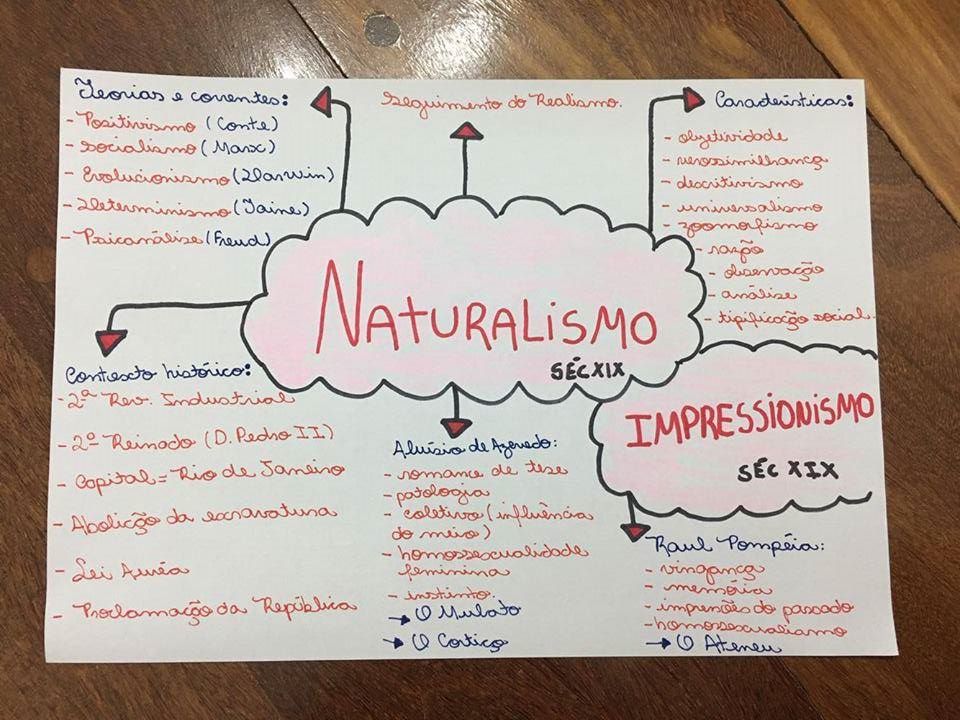 Teorias e correntes:
- Positivismo (Conte)
- socialismo (Marx)
- Evolucionismo (Darwin)
- Determinismo (Taine)
- Psicanálise (Freud)
Seguimento do Realismo.
Características:
- objetividade
- verossimilhança
- descritivismo
- universalismo
- zoomorfismo
- razão
- observação
- análise
- tipificação social.
NATURALISMO
SÉC XIX
IMPRESSIONISMO
SÉC XIX
Contexto histórico:
- 2ª Rev. Industrial
- 2º Reinado (D. Pedro II)
- Capital = Rio de Janeiro
- Abolição da escravatura
- Lei Auréa
- Proclamação da República
Aluísio de Azevedo:
- romance de tese
- patologia
- coletivo (influência
do meio)
- homossexualidade
feminina
- instinto.
→ O Mulato
→ O Cortiço
Raul Pompéia:
- vingança
- memória
- impensões do passado
- homossexualismo
→ O Ateneu